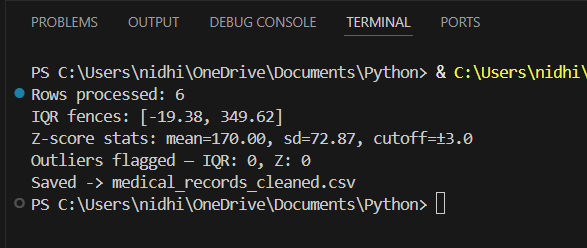 PROBLEMS OUTPUT DEBUG CONSOLE TERMINAL PORTS
PS C:\Users\nidhi\OneDrive\Documents\Python> & C:\Users\nidhi\
Rows processed: 6
IQR fences: [-19.38, 349.62]
Z-score stats: mean=170.00, sd=72.87, cutoff=±3.0
Outliers flagged — IQR: 0, Z: 0
Saved -> medical_records_cleaned.csv
PS C:\Users\nidhi\OneDrive\Documents\Python>